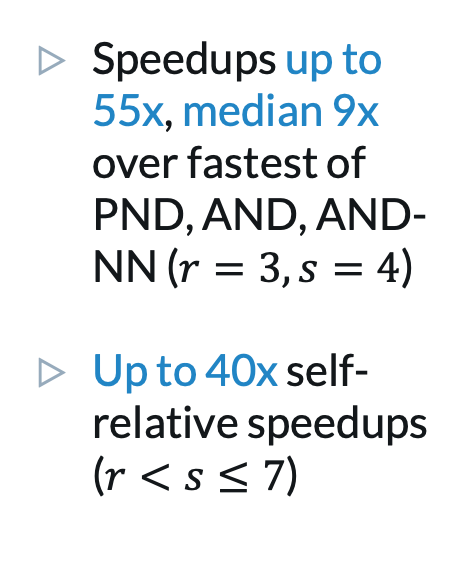 ▷ Speedups up to
55x, median 9x
over fastest of
PND, AND, AND-
NN (r = 3, s = 4)
▷ Up to 40x self-
relative speedups
(r < s ≤ 7)